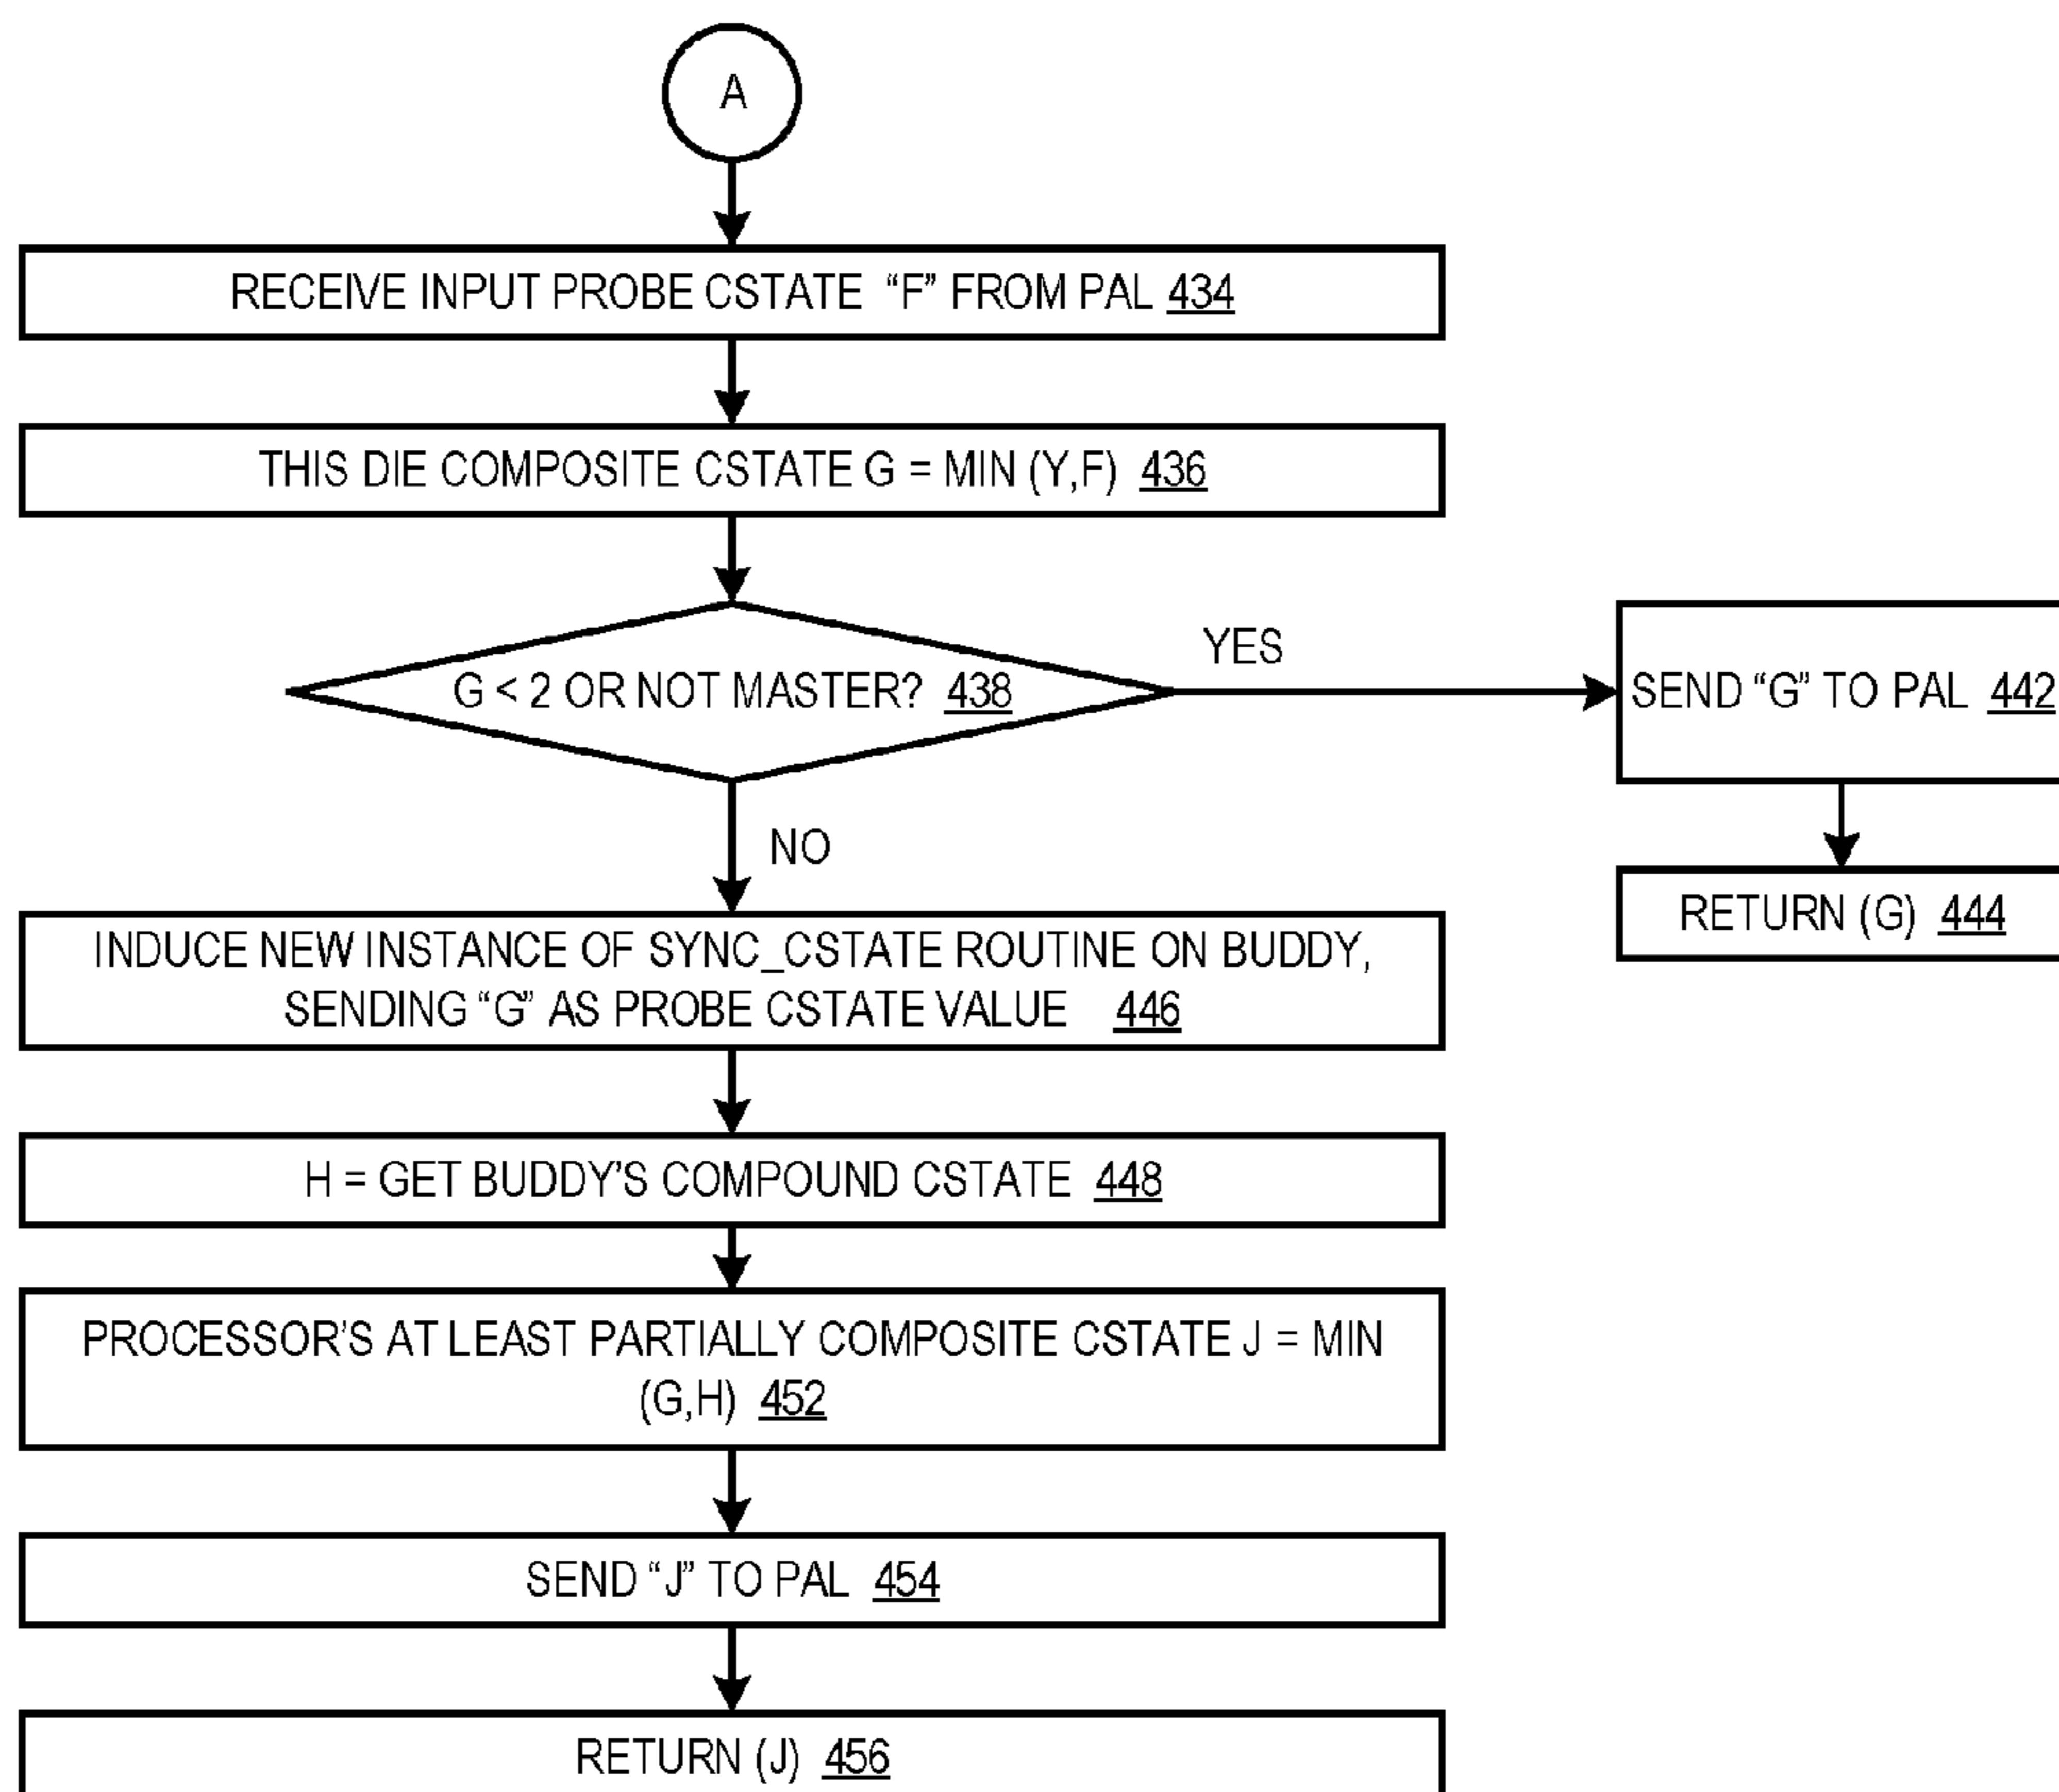 A
RECEIVE INPUT PROBE CSTATE “F” FROM PAL 434
THIS DIE COMPOSITE CSTATE G = MIN (Y,F) 436
G < 2 OR NOT MASTER? 438
YES
SEND “G” TO PAL 442
RETURN (G) 444
NO
INDUCE NEW INSTANCE OF SYNC_CSTATE ROUTINE ON BUDDY,
SENDING “G” AS PROBE CSTATE VALUE 446
H = GET BUDDY’S COMPOUND CSTATE 448
PROCESSOR’S AT LEAST PARTIALLY COMPOSITE CSTATE J = MIN
(G,H) 452
SEND “J” TO PAL 454
RETURN (J) 456